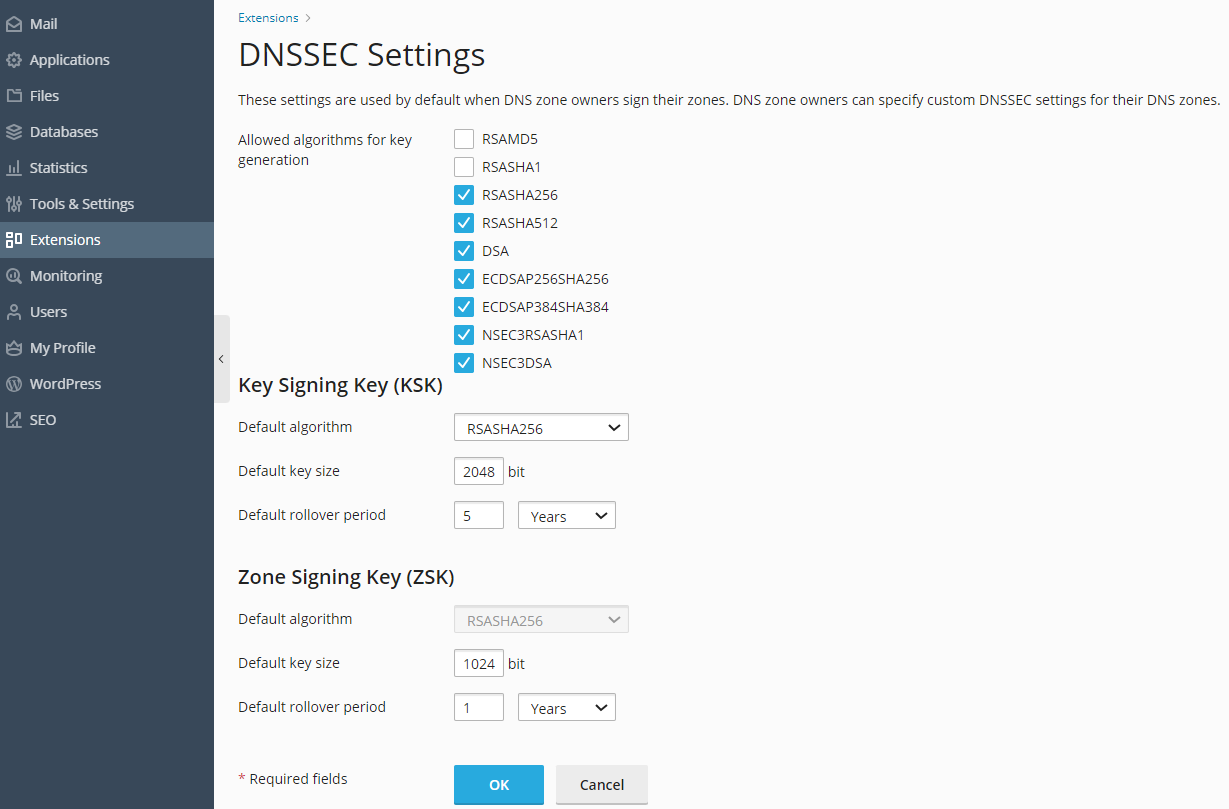 Mail
Applications
Files
Databases
Statistics
Tools & Settings
Extensions
Monitoring
Users
My Profile
WordPress
SEO
Extensions >
DNSSEC Settings
These settings are used by default when DNS zone owners sign their zones. DNS zone owners can specify custom DNSSEC settings for their DNS zones.
Allowed algorithms for key
generation
RSAMD5
RSASHA1
RSASHA256
RSASHA512
DSA
ECDSAP256SHA256
ECDSAP384SHA384
NSEC3RSASHA1
NSEC3DSA
Key Signing Key (KSK)
Default algorithm RSASHA256
Default key size 2048 bit
Default rollover period 5 Years
Zone Signing Key (ZSK)
Default algorithm RSASHA256
Default key size 1024 bit
Default rollover period 1 Years
* Required fields OK Cancel